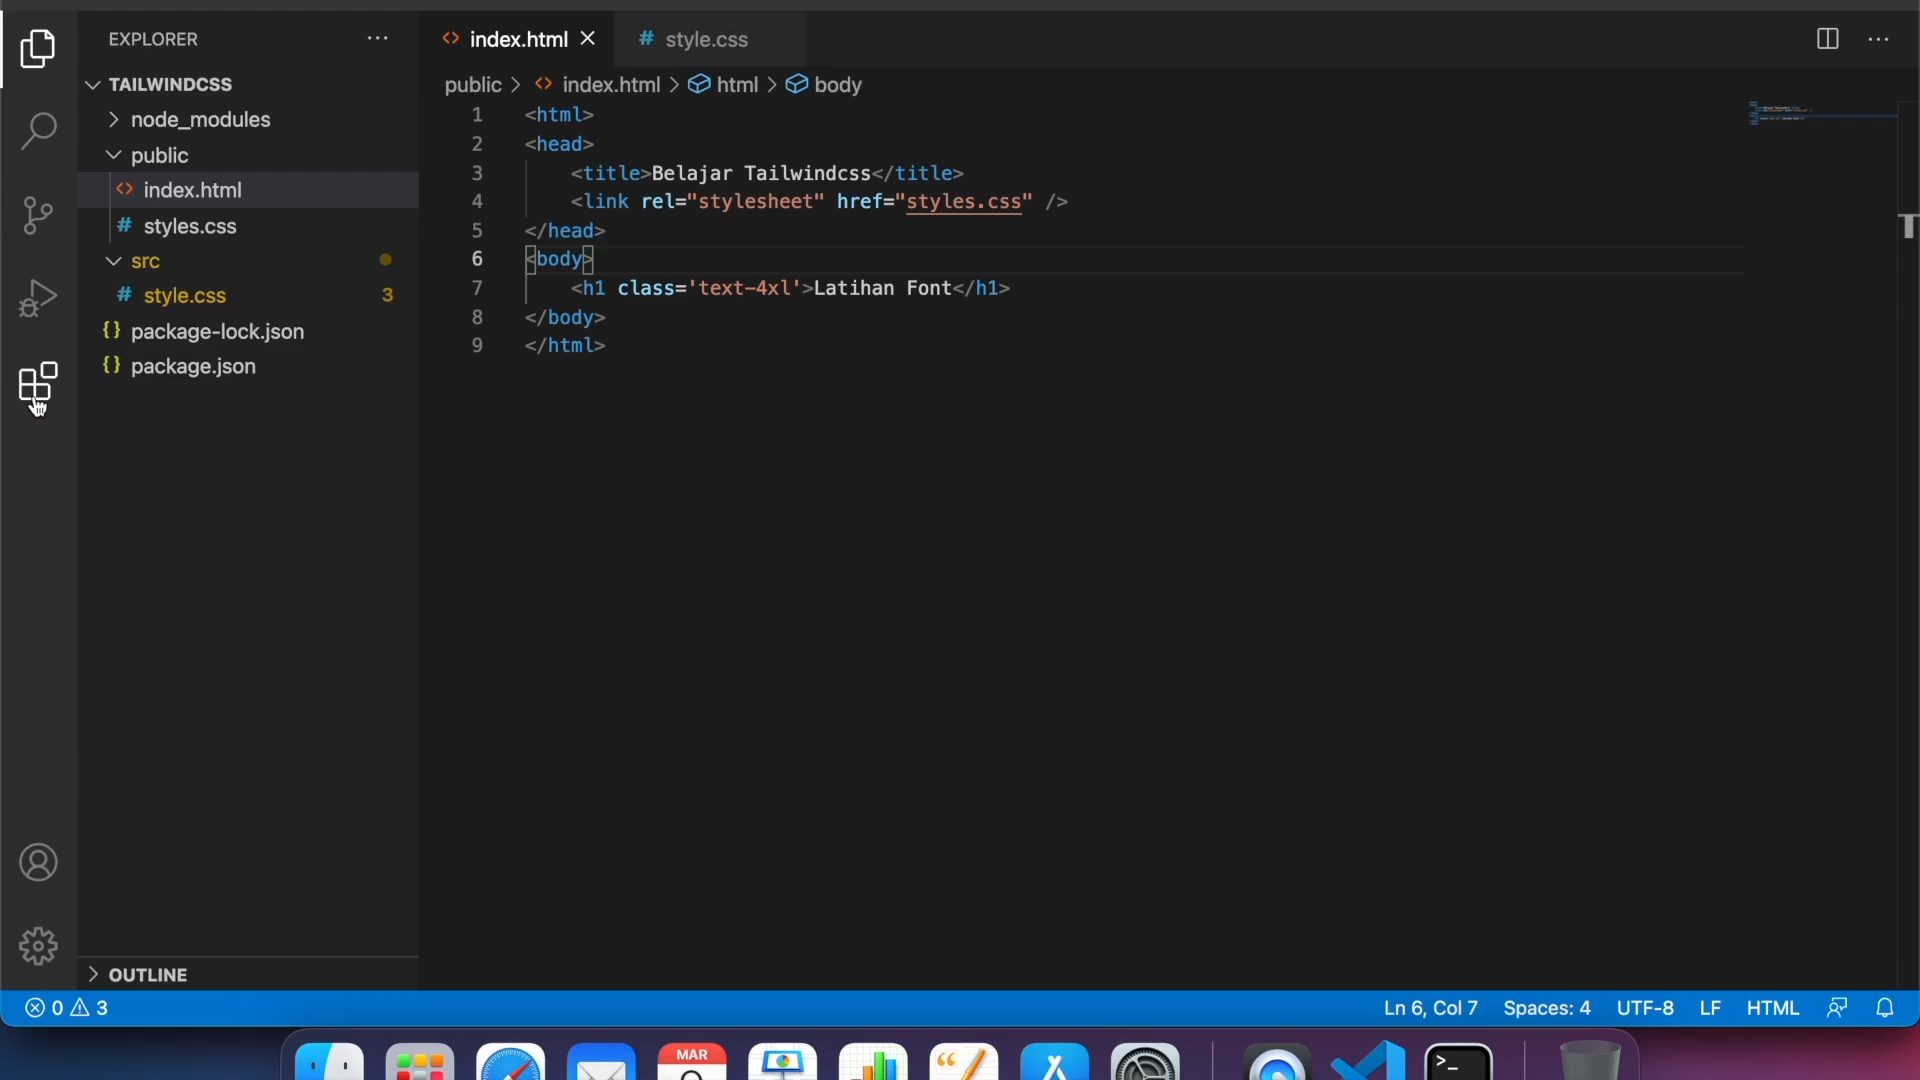 EXPLORER
TAILWINDCSS
node_modules
public
index.html
styles.css
src
style.css 3
package-lock.json
package.json
OUTLINE
index.html
style.css
public > index.html > html > body
1 <html>
2 <head>
3 <title>Belajar Tailwindcss</title>
4 <link rel="stylesheet" href="styles.css" />
5 </head>
6 <body>
7 <h1 class='text-4xl'>Latihan Font</h1>
8 </body>
9 </html>
0 3
Ln 6, Col 7 Spaces: 4 UTF-8 LF HTML
MAR